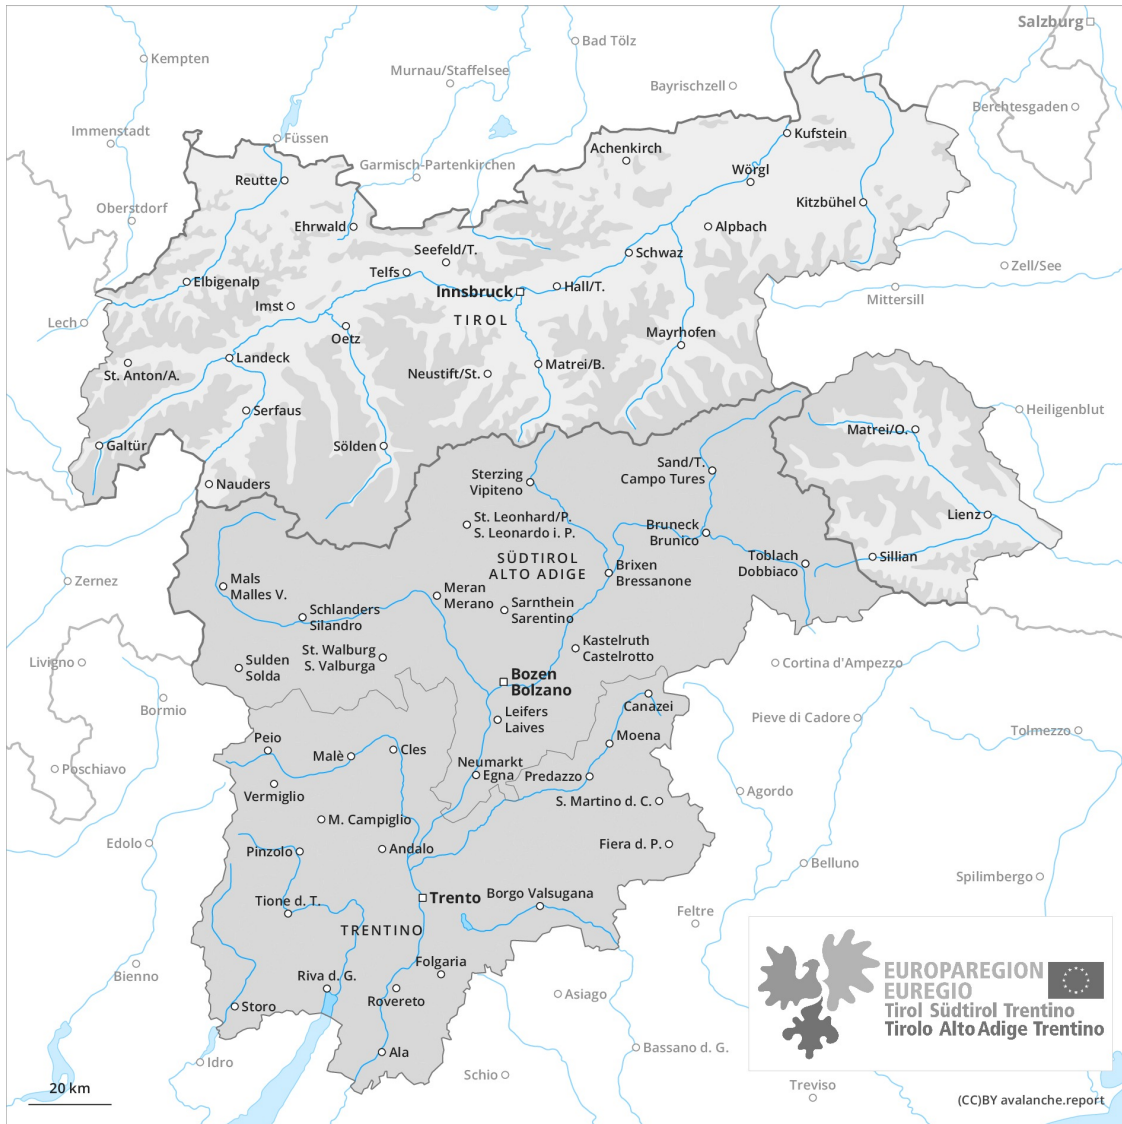 Salzburg
Bad Tölz
Kempten
Murnau/Staffelsee
Bayrischzell
Berchtesgaden
Immenstadt
Füssen
Kufstein
Achenkirch
Garmisch-Partenkirchen
Wörgl
Reutte
Oberstdorf
Kitzbühel
Ehrwald
Alpbach
Seefeld/T.
Schwaz
Telfs
Zell/See
Elbigenalp
Hall/T.
Innsbruck
Mittersill
Imst
TIROL
Lech
Oetz
Mayrhofen
Landeck
Matrei/B.
St. Anton/A.
Neustift/St.
Serfaus
Heiligenblut
Matrei/O.
Galtür
Sölden
Sand/T.
Campo Tures
Sterzing
Vipiteno
Nauders
St. Leonhard/P.
S. Leonardo i. P.
Lienz
Bruneck
Brunico
SÜDTIROL
ALTO ADIGE
Toblach
Dobbiaco
Sillian
Brixen
Bressanone
Zernez
Mals
Malles V.
Meran
Merano
Sarnthein
Sarentino
Schlanders
Silandro
Kastelruth
Castelrotto
St. Walburg
S. Valburga
Livigno
Sulden
Solda
Cortina d'Ampezzo
Bozen
Bolzano
Bormio
Canazei
Leifers
Laives
Pieve di Cadore
Tolmezzo
Peio
Moena
Malè
Cles
Poschiavo
Neumarkt
Egna
Predazzo
Vermiglio
Agordo
S. Martino d. C.
M. Campiglio
Edolo
Pinzolo
Andalo
Fiera d. P.
Belluno
Spilimbergo
Tione d. T.
Trento
Borgo Valsugana
Feltre
TRENTINO
Bienno
Folgaria
Riva d. G.
Rovereto
Asiago
Storo
EUROPAREGION
EUREGIO
Tirol Südtirol Trentino
Tirolo Alto Adige Trentino
Idro
Ala
Bassano d. G.
Schio
Treviso
20 km
(CC)BY avalanche.report